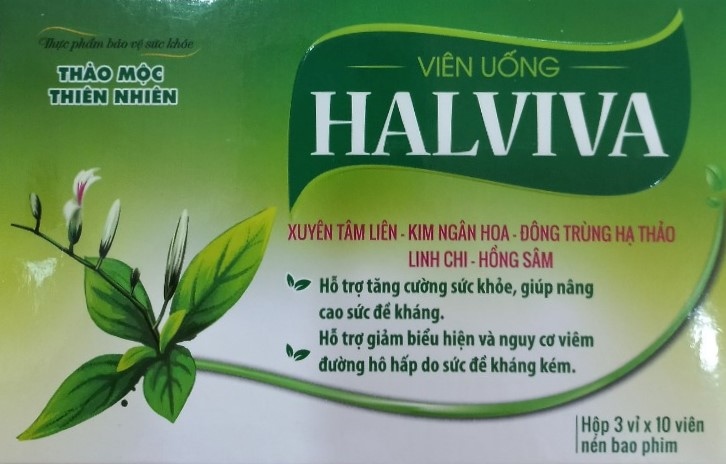 Thực phẩm bảo vệ sức khỏe
THẢO MỘC
THIÊN NHIÊN
VIÊN UỐNG
HALVIVA
XUYÊN TÂM LIÊN - KIM NGÂN HOA - ĐÔNG TRÙNG HẠ THẢO
LINH CHI - HỒNG SÂM
Hỗ trợ tăng cường sức khỏe, giúp nâng
cao sức đề kháng.
Hỗ trợ giảm biểu hiện và nguy cơ viêm
đường hô hấp do sức đề kháng kém.
Hộp 3 vỉ x 10 viên
nén bao phim